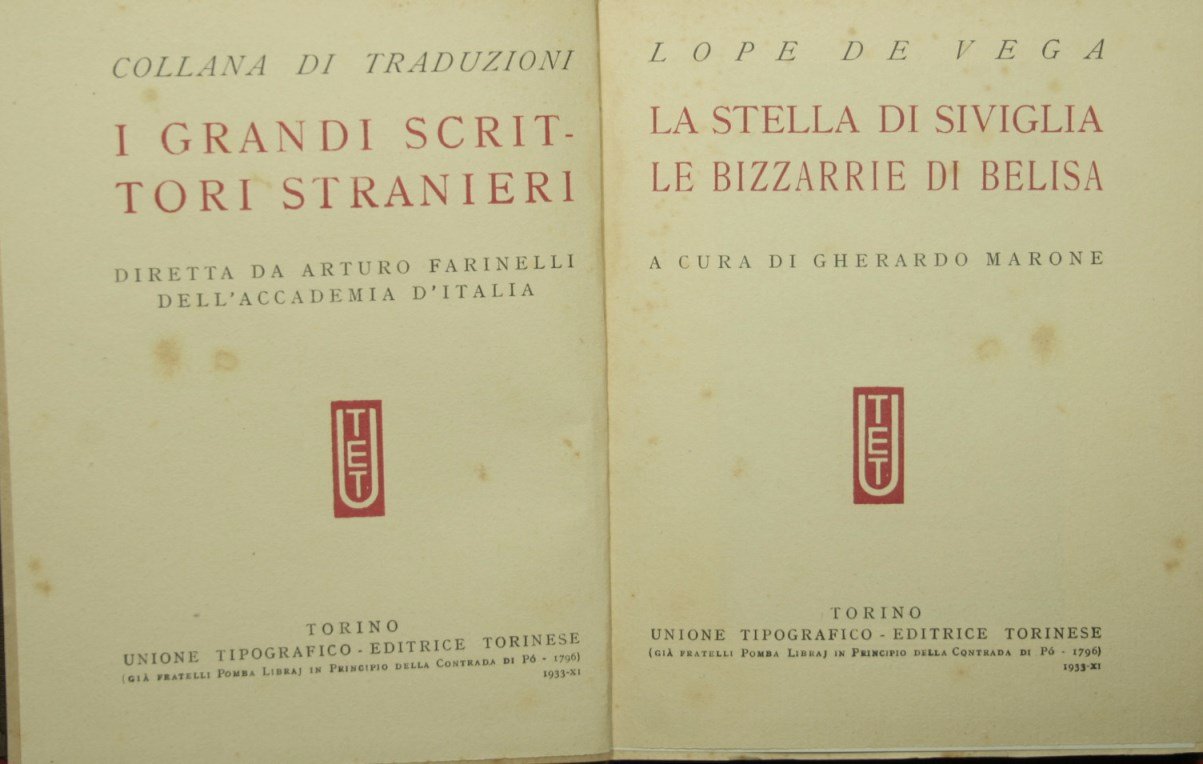 COLLANA DI TRADUZIONI
I GRANDI SCRIT-
TORI STRANIERI
DIRETTA DA ARTURO FARINELLI
DELL'ACCADEMIA D'ITALIA
UTET
TORINO
UNIONE TIPOGRAFICO - EDITRICE TORINESE
(GIÀ FRATELLI POMBA LIBRAJ IN PRINCIPIO DELLA CONTRADA DI PÒ - 1796)
1933-XI
LOPE DE VEGA
LA STELLA DI SIVIGLIA
LE BIZZARRIE DI BELISA
A CURA DI GHERARDO MARONE
UTET
TORINO
UNIONE TIPOGRAFICO - EDITRICE TORINESE
(GIÀ FRATELLI POMBA LIBRAJ IN PRINCIPIO DELLA CONTRADA DI PÒ - 1796)
1933-XI